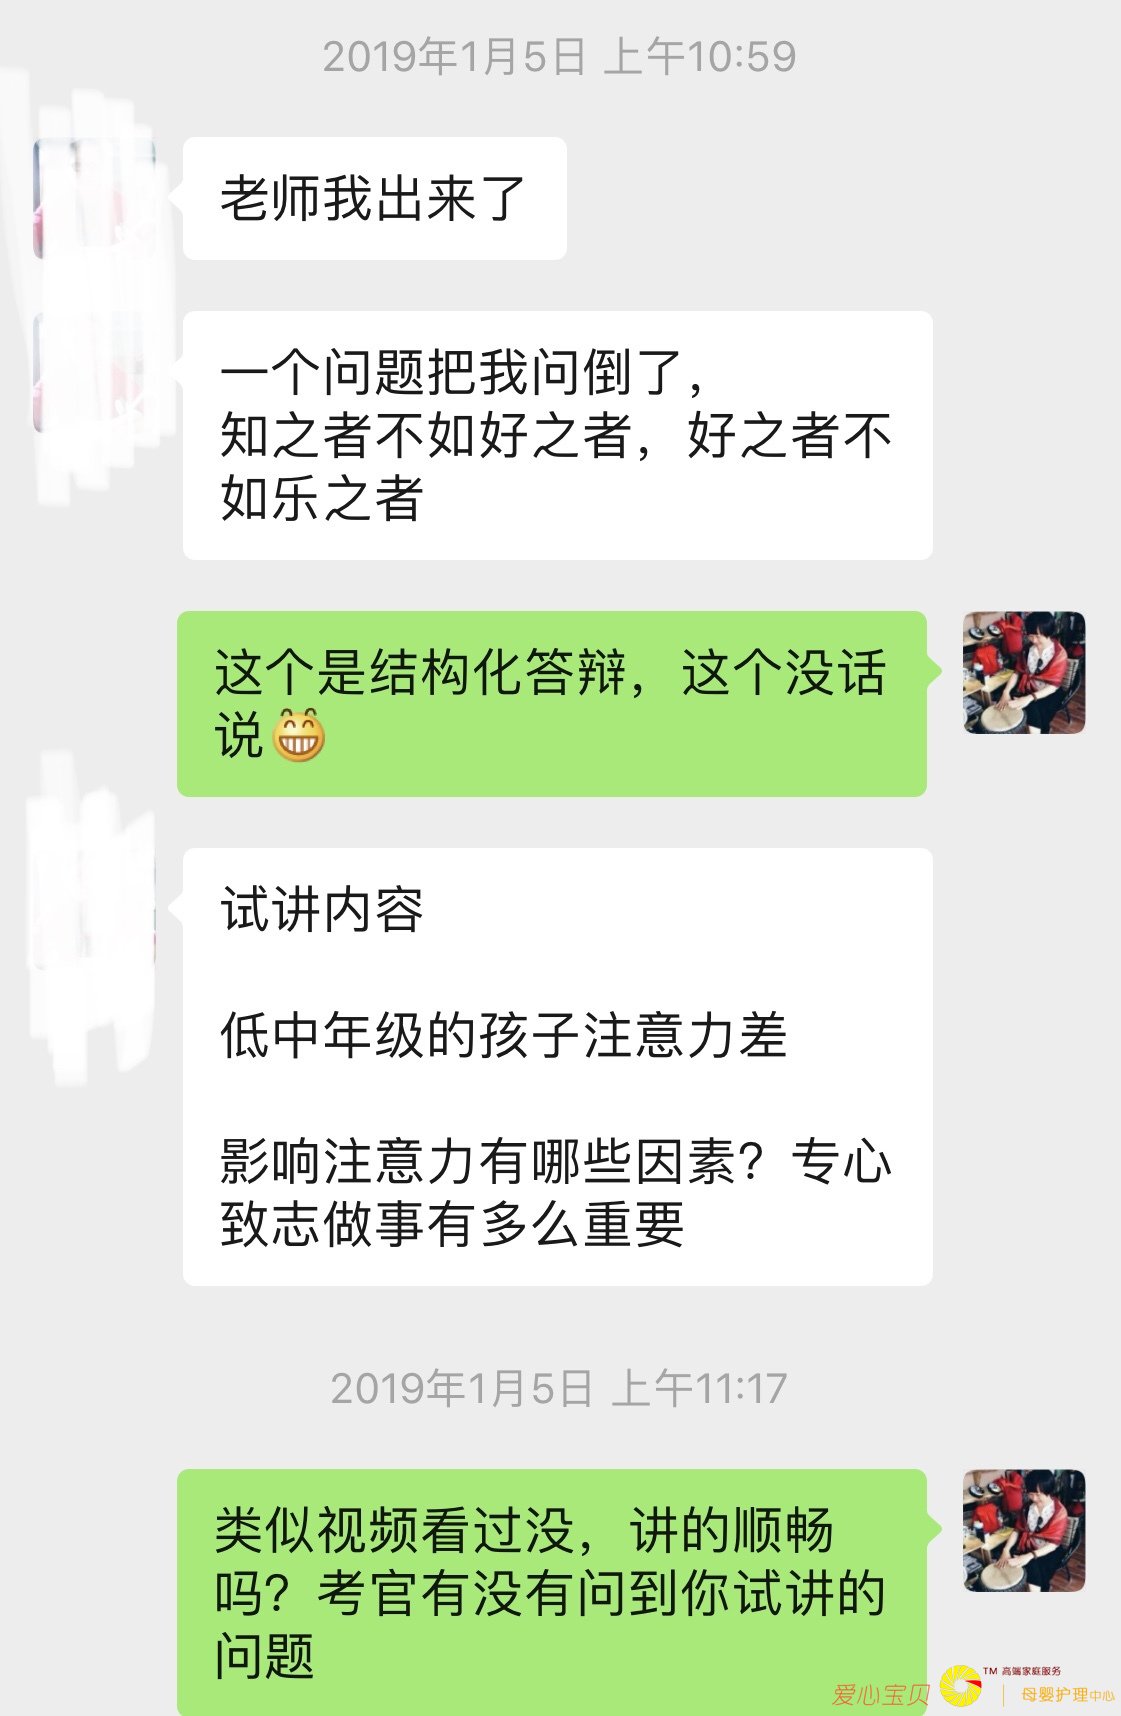 2019年1月5日 上午10:59
老师我出来了
一个问题把我问倒了，
知之者不如好之者，好之者不
如乐之者
这个是结构化答辩，这个没话
说😁
试讲内容
低中年级的孩子注意力差
影响注意力有哪些因素？专心
致志做事有多么重要
2019年1月5日 上午11:17
类似视频看过没，讲的顺畅
吗？考官有没有问到你试讲的
问题
爱心宝贝
TM 高端家庭服务
母婴护理中心